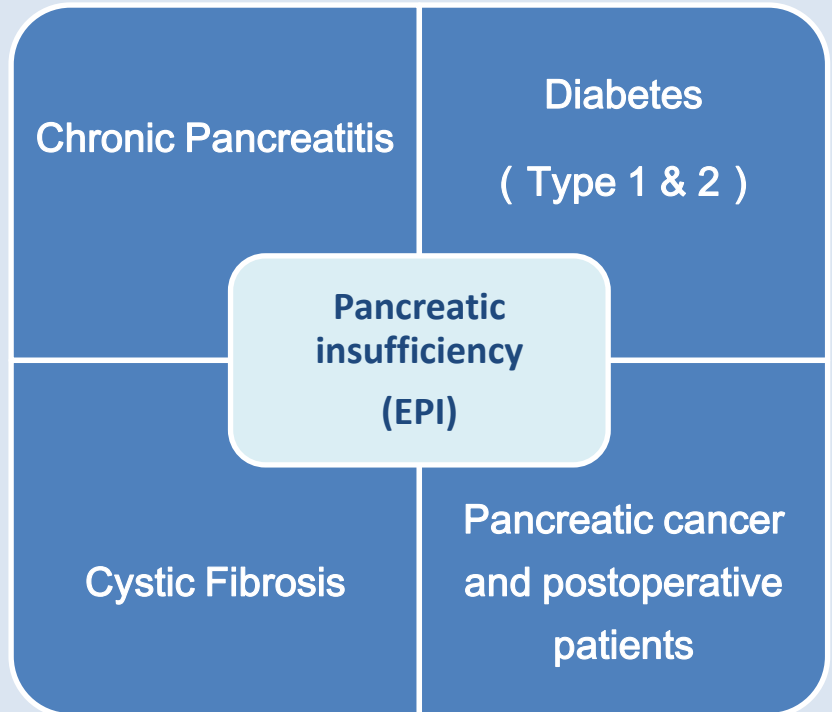 Chronic Pancreatitis
Diabetes
( Type 1 & 2 )
Pancreatic
insufficiency
(EPI)
Cystic Fibrosis
Pancreatic cancer
and postoperative
patients